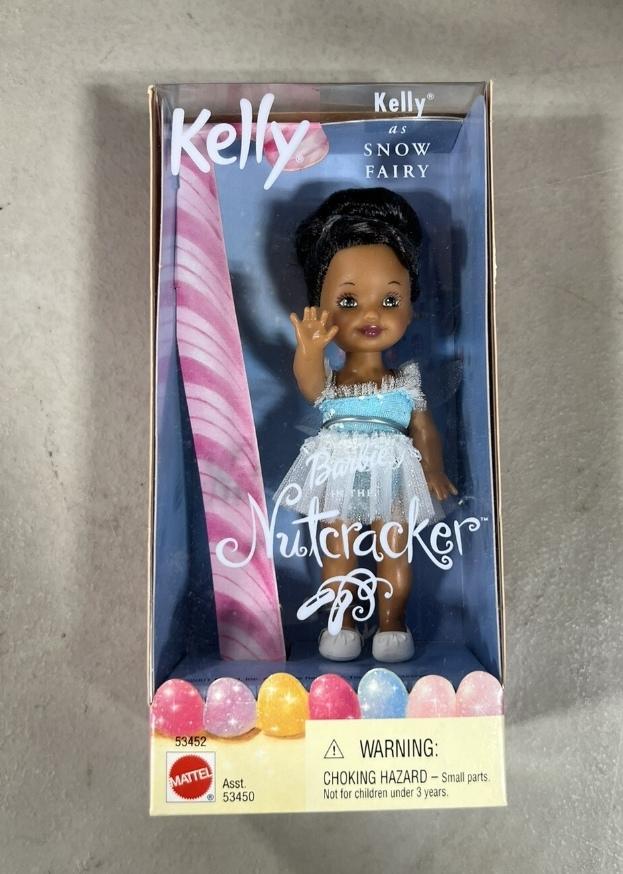 Kelly®
Kelly®
as
SNOW
FAIRY
Barbie
IN THE
Nutcracker™
53452
MATTEL
®
Asst.
53450
⚠ WARNING:
CHOKING HAZARD – Small parts.
Not for children under 3 years.